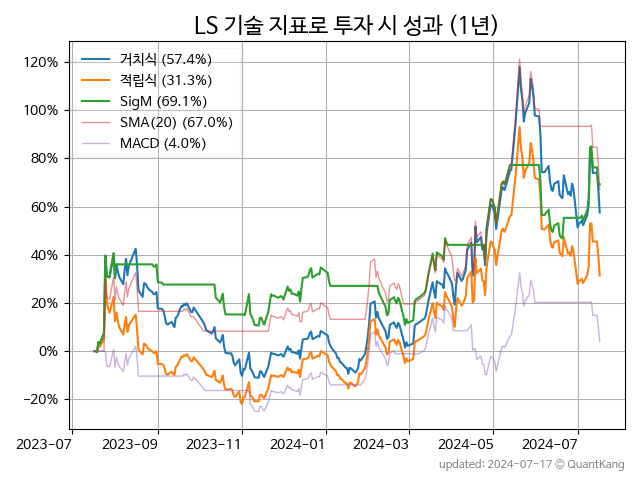 LS 기술 지표로 투자 시 성과 (1년)
거치식 (57.4%)
적립식 (31.3%)
SigM (69.1%)
SMA(20) (67.0%)
MACD (4.0%)
120%
100%
80%
60%
40%
20%
0%
−20%
2023-07 2023-09 2023-11 2024-01 2024-03 2024-05 2024-07
updated: 2024-07-17 © QuantKang